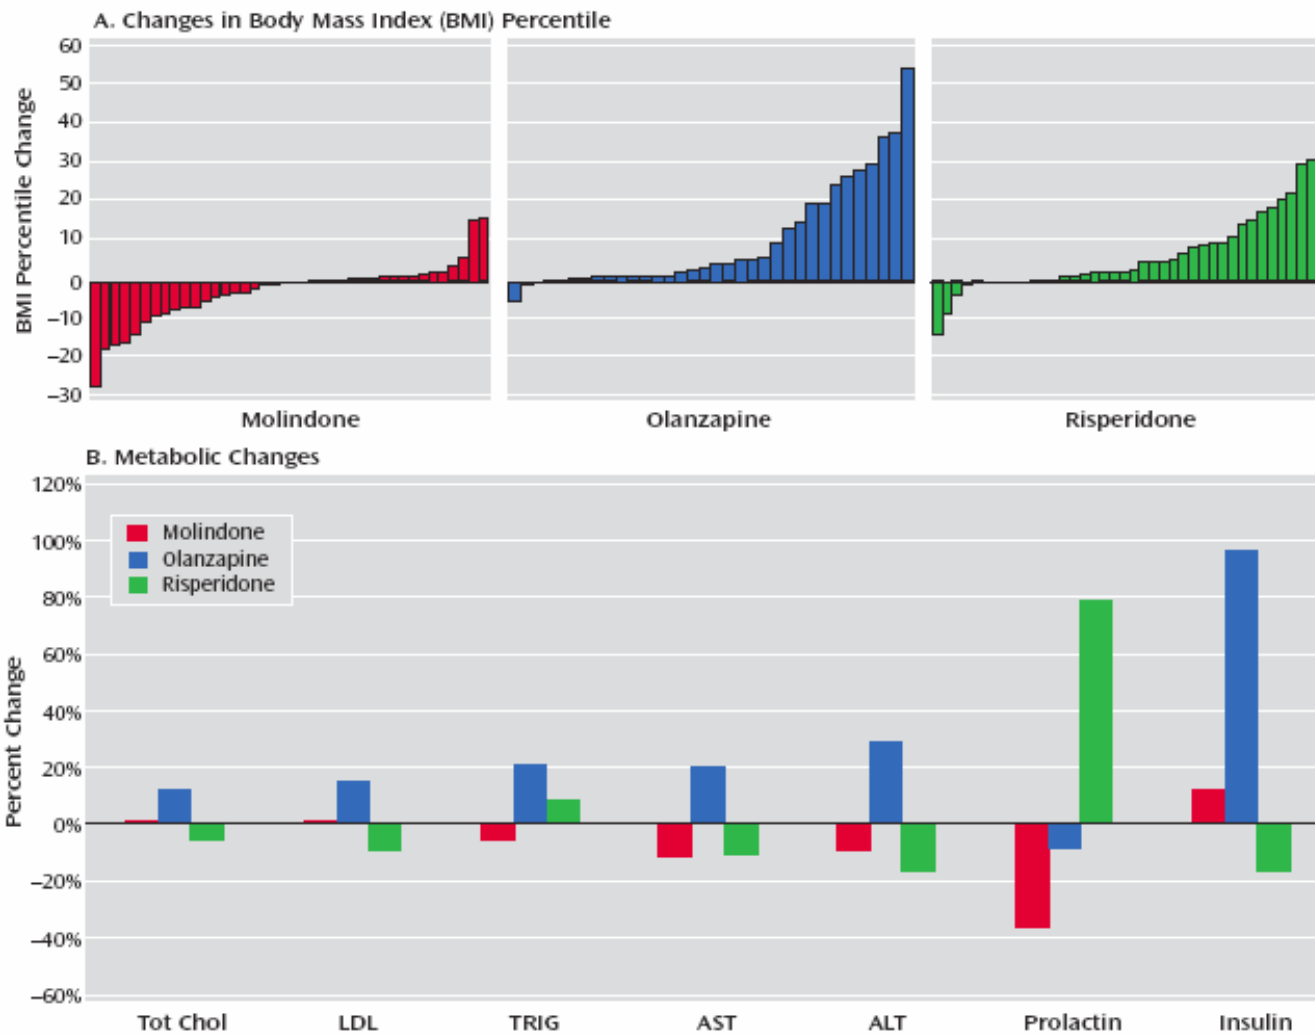 A. Changes in Body Mass Index (BMI) Percentile
BMI Percentile Change
60
50
40
30
20
10
0
–10
–20
–30
Molindone Olanzapine Risperidone
B. Metabolic Changes
Percent Change
120%
100%
80%
60%
40%
20%
0%
–20%
–40%
–60%
Molindone
Olanzapine
Risperidone
Tot Chol LDL TRIG AST ALT Prolactin Insulin